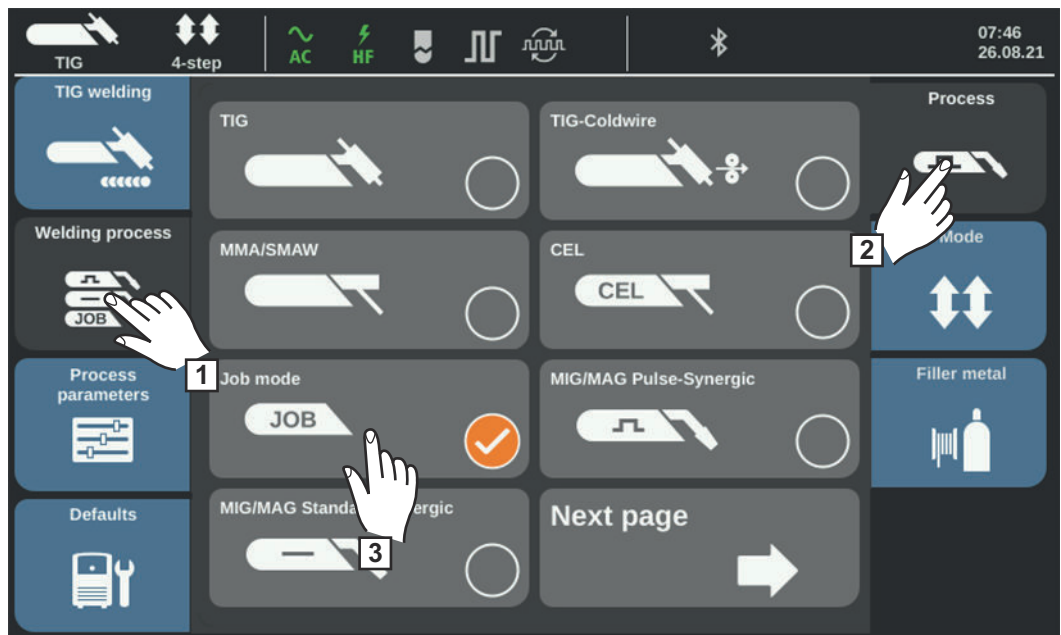 TIG
4-step
AC
HF
07:46
26.08.21
TIG welding
Welding process
JOB
1
Process
parameters
Defaults
TIG
TIG-Coldwire
MMA/SMAW
CEL
CEL
Job mode
JOB
MIG/MAG Pulse-Synergic
MIG/MAG
3
Next page
Process
2
Mode
Filler metal